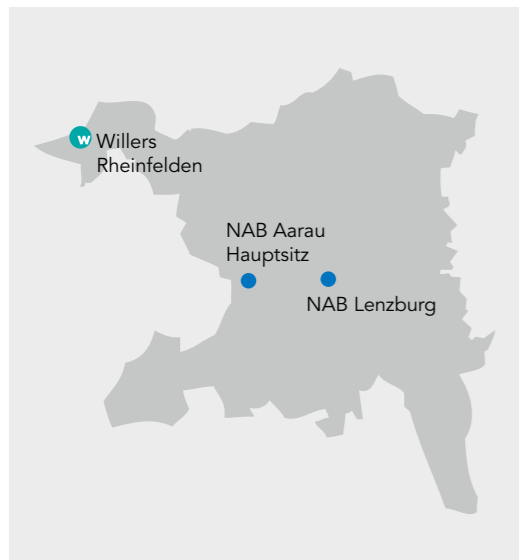 w
Willers
Rheinfelden
NAB Aarau
Hauptsitz
NAB Lenzburg